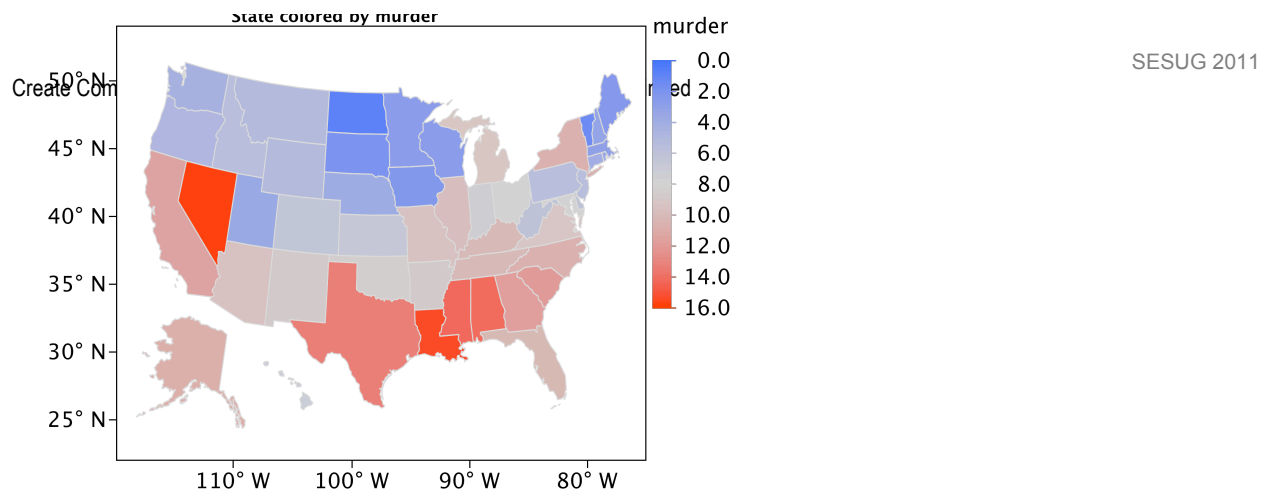 State colored by murder
murder
SESUG 2011
Create Com
50° N
45° N
40° N
35° N
30° N
25° N
110° W
100° W
90° W
80° W
0.0
2.0
4.0
6.0
8.0
10.0
12.0
14.0
16.0